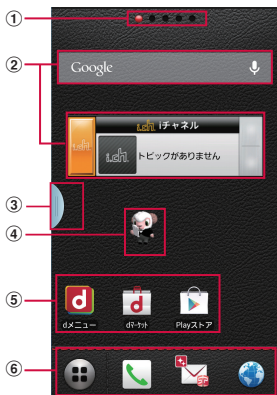 ①
②
Google
i.ch iチャネル
i.ch
i.ch
トピックがありません
③
④
⑤
d
d
dメニュー
dマーケット
Playストア
⑥